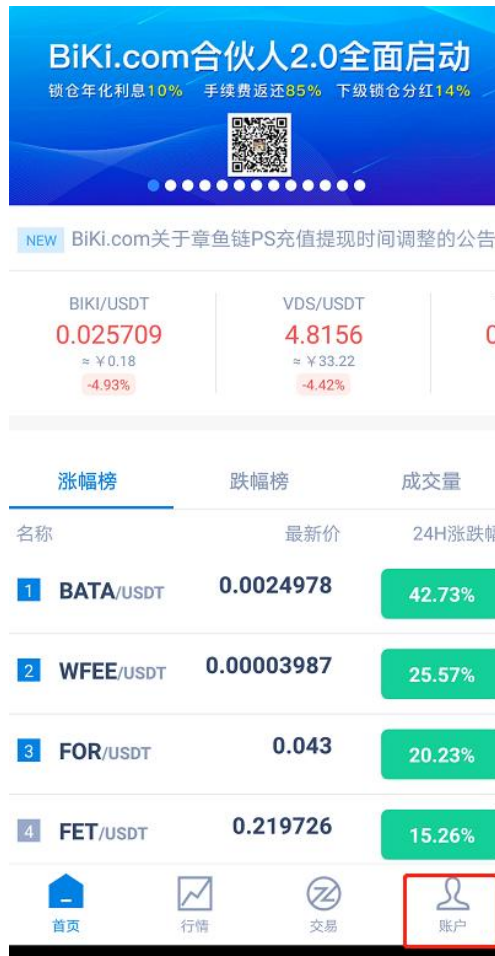 BiKi.com合伙人2.0全面启动
锁仓年化利息10% 手续费返还85% 下级锁仓分红14%
NEW BiKi.com关于章鱼链PS充值提现时间调整的公告
BIKI/USDT VDS/USDT
0.025709 4.8156 0
≈ ￥0.18 ≈ ￥33.22
-4.93% -4.42%
涨幅榜 跌幅榜 成交量
名称 最新价 24H涨跌幅
1 BATA/USDT 0.0024978 42.73%
2 WFEE/USDT 0.00003987 25.57%
3 FOR/USDT 0.043 20.23%
4 FET/USDT 0.219726 15.26%
首页 行情 交易 账户